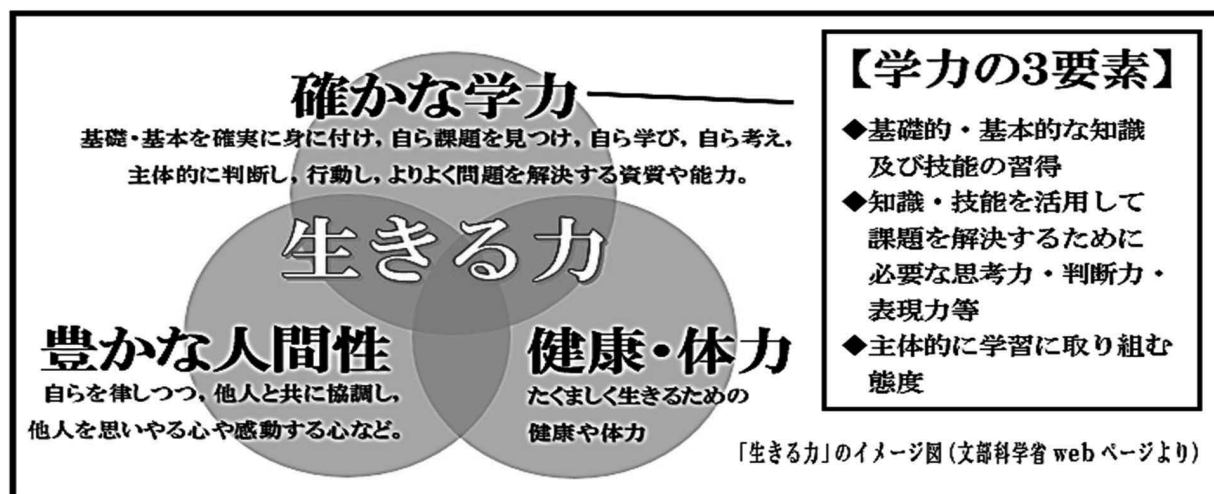 確かな学力
基礎・基本を確実に身に付け，自ら課題を見つけ，自ら学び，自ら考え，
主体的に判断し，行動し，よりよく問題を解決する資質や能力。
生きる力
豊かな人間性
自らを律しつつ，他人と共に協調し，
他人を思いやる心や感動する心など。
健康・体力
たくましく生きるための
健康や体力
【学力の3要素】
◆基礎的・基本的な知識
及び技能の習得
◆知識・技能を活用して
課題を解決するために
必要な思考力・判断力・
表現力等
◆主体的に学習に取り組む
態度
「生きる力」のイメージ図（文部科学省 web ページより）